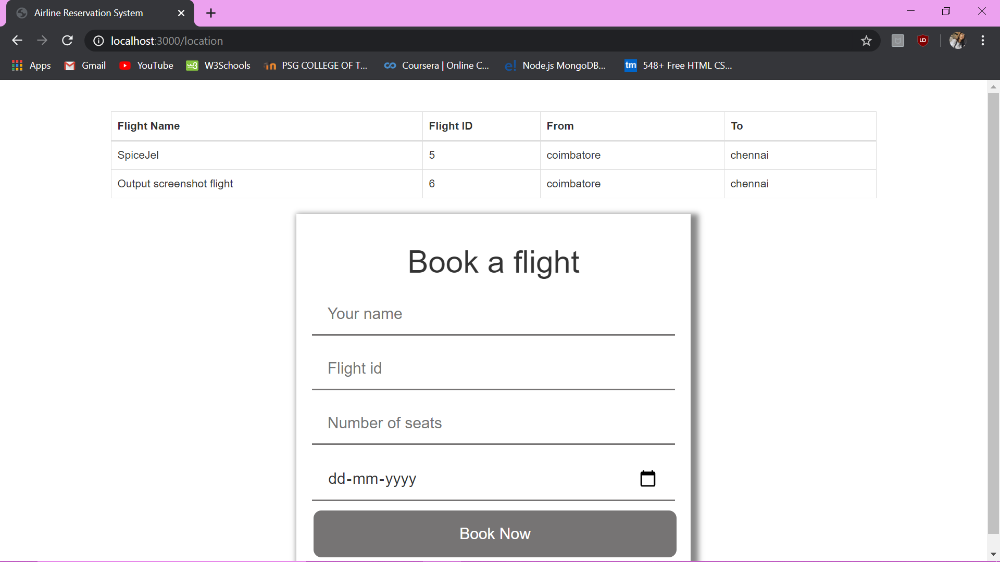 Airline Reservation System
localhost:3000/location
Apps Gmail YouTube W3Schools PSG COLLEGE OF T... Coursera | Online C... Node.js MongoDB... tm 548+ Free HTML CS...
Flight Name Flight ID From To
SpiceJel 5 coimbatore chennai
Output screenshot flight 6 coimbatore chennai
Book a flight
Your name
Flight id
Number of seats
dd-mm-yyyy
Book Now